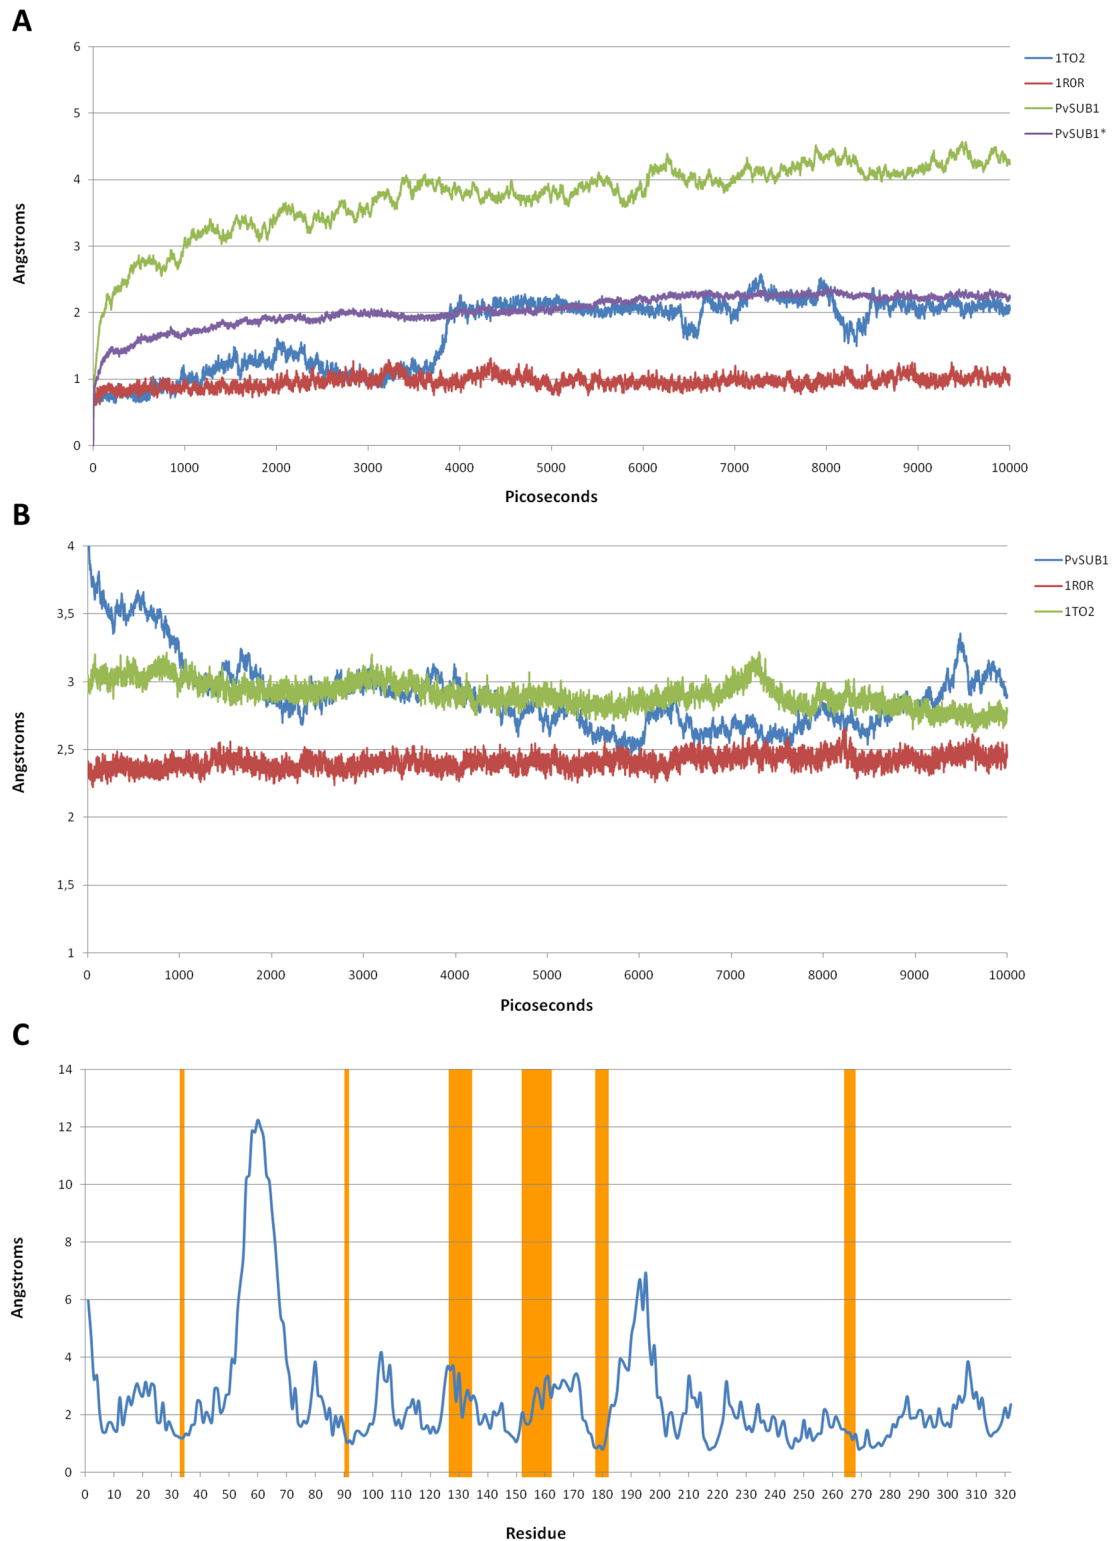 A
6
5
4
3
2
1
0
Angstroms
0 1000 2000 3000 4000 5000 6000 7000 8000 9000 10000
Picoseconds
1TO2
1R0R
PvSUB1
PvSUB1*
B
4
3,5
3
2,5
2
1,5
1
Angstroms
0 1000 2000 3000 4000 5000 6000 7000 8000 9000 10000
Picoseconds
PvSUB1
1R0R
1TO2
C
14
12
10
8
6
4
2
0
Angstroms
0 10 20 30 40 50 60 70 80 90 100 110 120 130 140 150 160 170 180 190 200 210 220 230 240 250 260 270 280 290 300 310 320
Residue